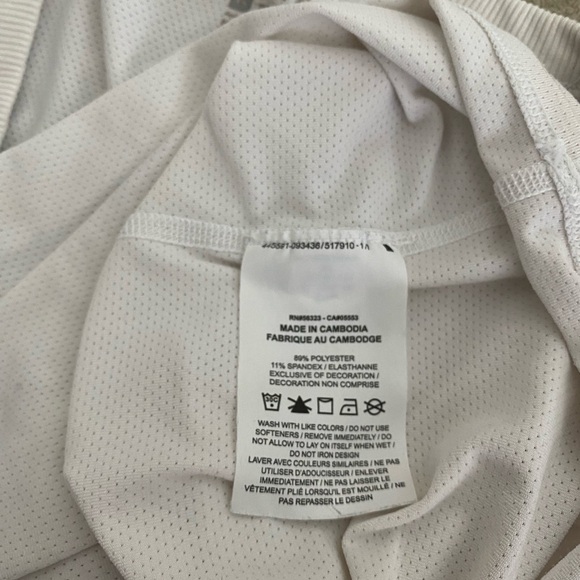 093436/517910-1A
RN#56323 - CA#05553
MADE IN CAMBODIA
FABRIQUE AU CAMBODGE
89% POLYESTER
11% SPANDEX / ELASTHANNE
EXCLUSIVE OF DECORATION /
DECORATION NON COMPRISE
WASH WITH LIKE COLORS / DO NOT USE
SOFTENERS / REMOVE IMMEDIATELY / DO
NOT ALLOW TO LAY ON ITSELF WHEN WET /
DO NOT IRON DESIGN
LAVER AVEC COULEURS SIMILAIRES / NE PAS
UTILISER D'ADOUCISSEUR / ENLEVER
IMMEDIATEMENT / NE PAS LAISSER LE
VÊTEMENT PLIÉ LORSQU'IL EST MOUILLÉ / NE
PAS REPASSER LE DESSIN